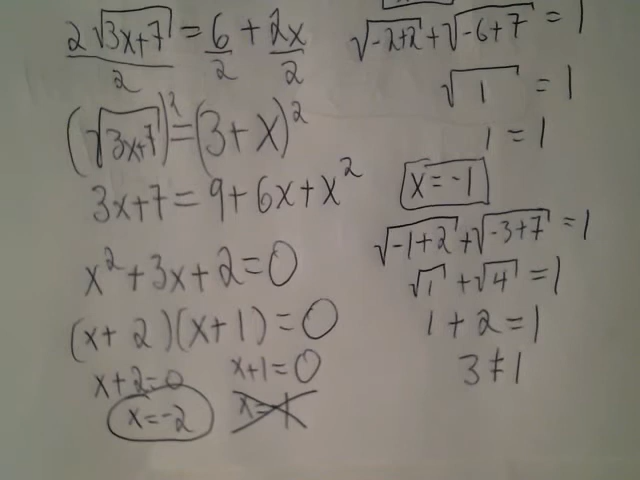 2√(3x+7)/2 = 6/2 + 2x/2
(√(3x+7))² = (3+x)²
3x+7 = 9+6x+x²
x²+3x+2=0
(x+2)(x+1)=0
x+2=0 x+1=0
x=-2 x=-1
√(-2+2) + √(-6+7) = 1
√1 = 1
1 = 1
x=-1
√(-1+2) + √(-3+7) = 1
√1 + √4 = 1
1 + 2 = 1
3 ≠ 1